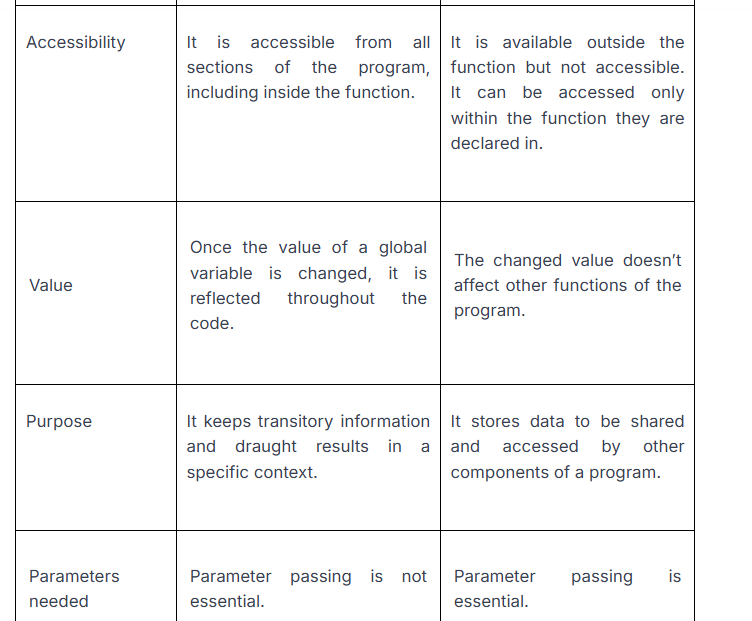 Accessibility
It is accessible from all
sections of the program,
including inside the function.
It is available outside the
function but not accessible.
It can be accessed only
within the function they are
declared in.
Value
Once the value of a global
variable is changed, it is
reflected throughout the
code.
The changed value doesn’t
affect other functions of the
program.
Purpose
It keeps transitory information
and draught results in a
specific context.
It stores data to be shared
and accessed by other
components of a program.
Parameters
needed
Parameter passing is not
essential.
Parameter passing is
essential.